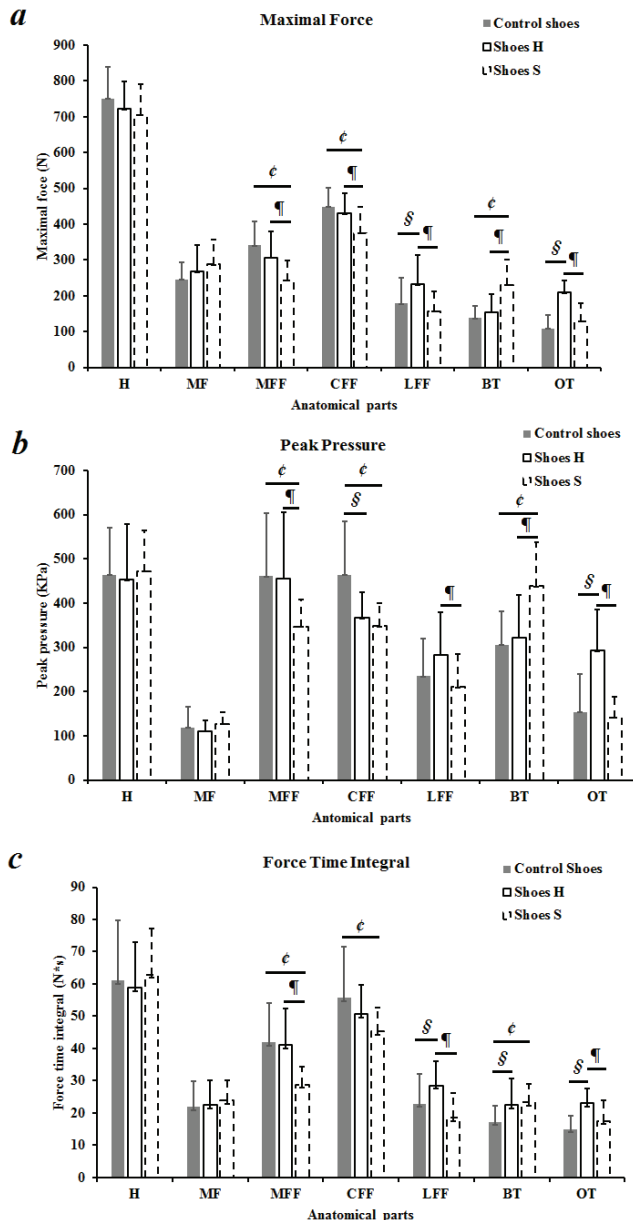 a
Maximal Force
Control shoes
Shoes H
Shoes S
Maximal foce (N)
900
800
700
600
500
400
300
200
100
0
¢
¶
¢
¶
§
¶
¢
¶
§
¶
H MF MFF CFF LFF BT OT
Anatomical parts
b
Peak Pressure
Control shoes
Shoes H
Shoes S
Peak pressure (KPa)
700
600
500
400
300
200
100
0
¢
¶
¢
§
¶
¢
¶
§
¶
H MF MFF CFF LFF BT OT
Antomical parts
c
Force Time Integral
Control Shoes
Shoes H
Shoes S
Force time integral (N*s)
90
80
70
60
50
40
30
20
10
0
¢
¶
¢
§
¶
§
¢
§
¶
H MF MFF CFF LFF BT OT
Anatomical parts